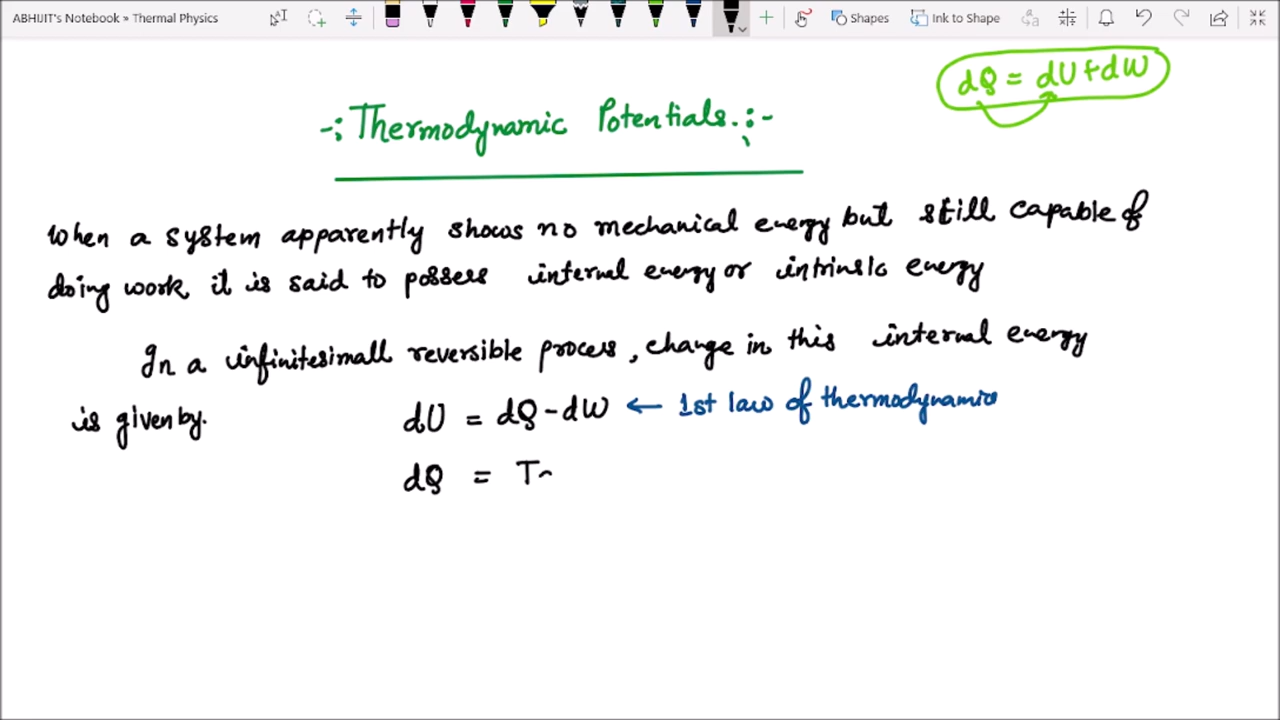 ABHIJIT's Notebook » Thermal Physics
Shapes
Ink to Shape
dQ = dU+dW
-: Thermodynamic Potentials. :-
When a system apparently shows no mechanical energy but still capable of
doing work it is said to possess internal energy or intrinsic energy
In a infinitesimall reversible process, change in this internal energy
is given by.
dU = dQ - dW ← 1st law of thermodynamics
dQ = T